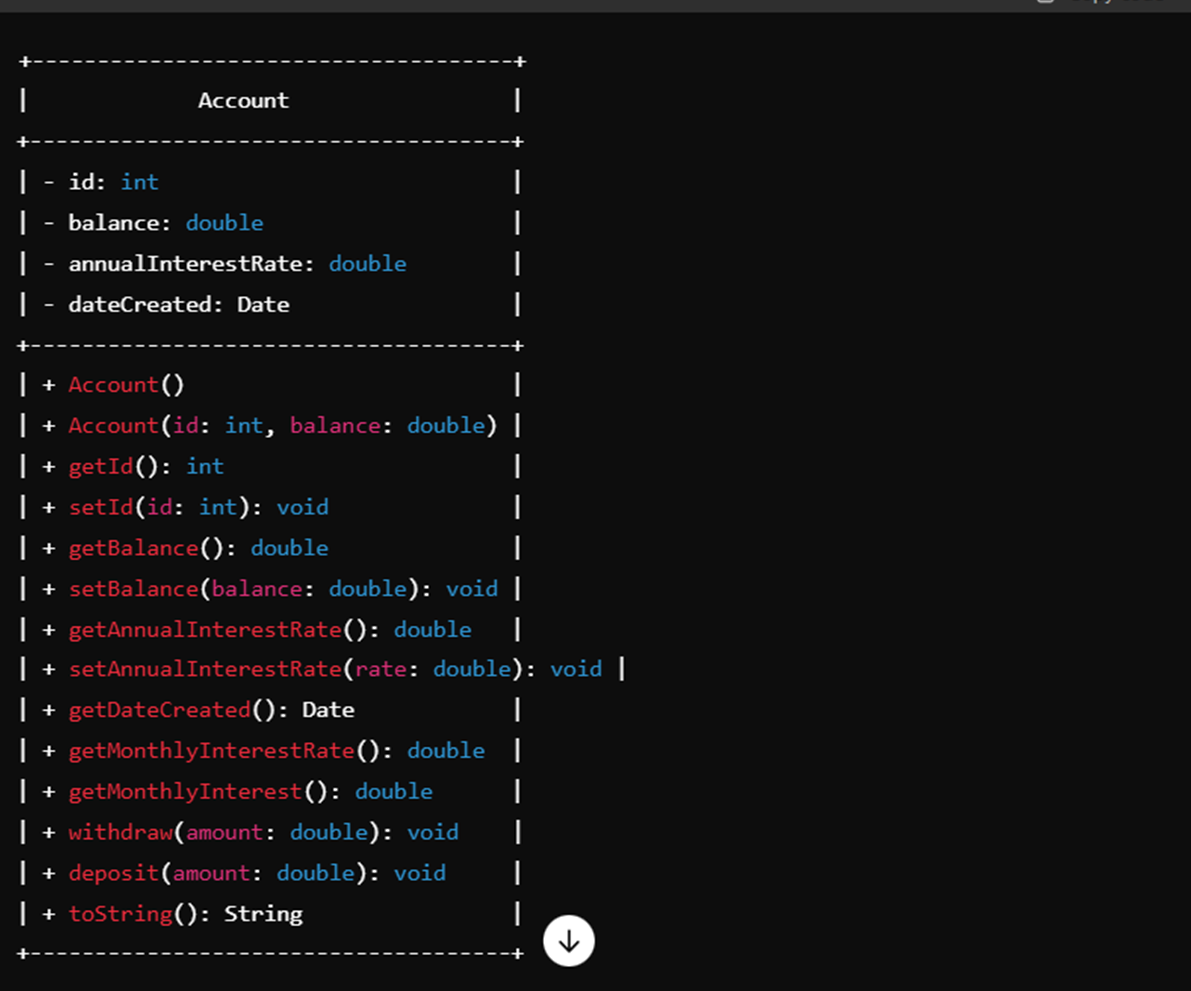 +-------------------------------------+
| Account |
+-------------------------------------+
| - id: int |
| - balance: double |
| - annualInterestRate: double |
| - dateCreated: Date |
+-------------------------------------+
| + Account() |
| + Account(id: int, balance: double) |
| + getId(): int |
| + setId(id: int): void |
| + getBalance(): double |
| + setBalance(balance: double): void |
| + getAnnualInterestRate(): double |
| + setAnnualInterestRate(rate: double): void |
| + getDateCreated(): Date |
| + getMonthlyInterestRate(): double |
| + getMonthlyInterest(): double |
| + withdraw(amount: double): void |
| + deposit(amount: double): void |
| + toString(): String |
+-------------------------------------+